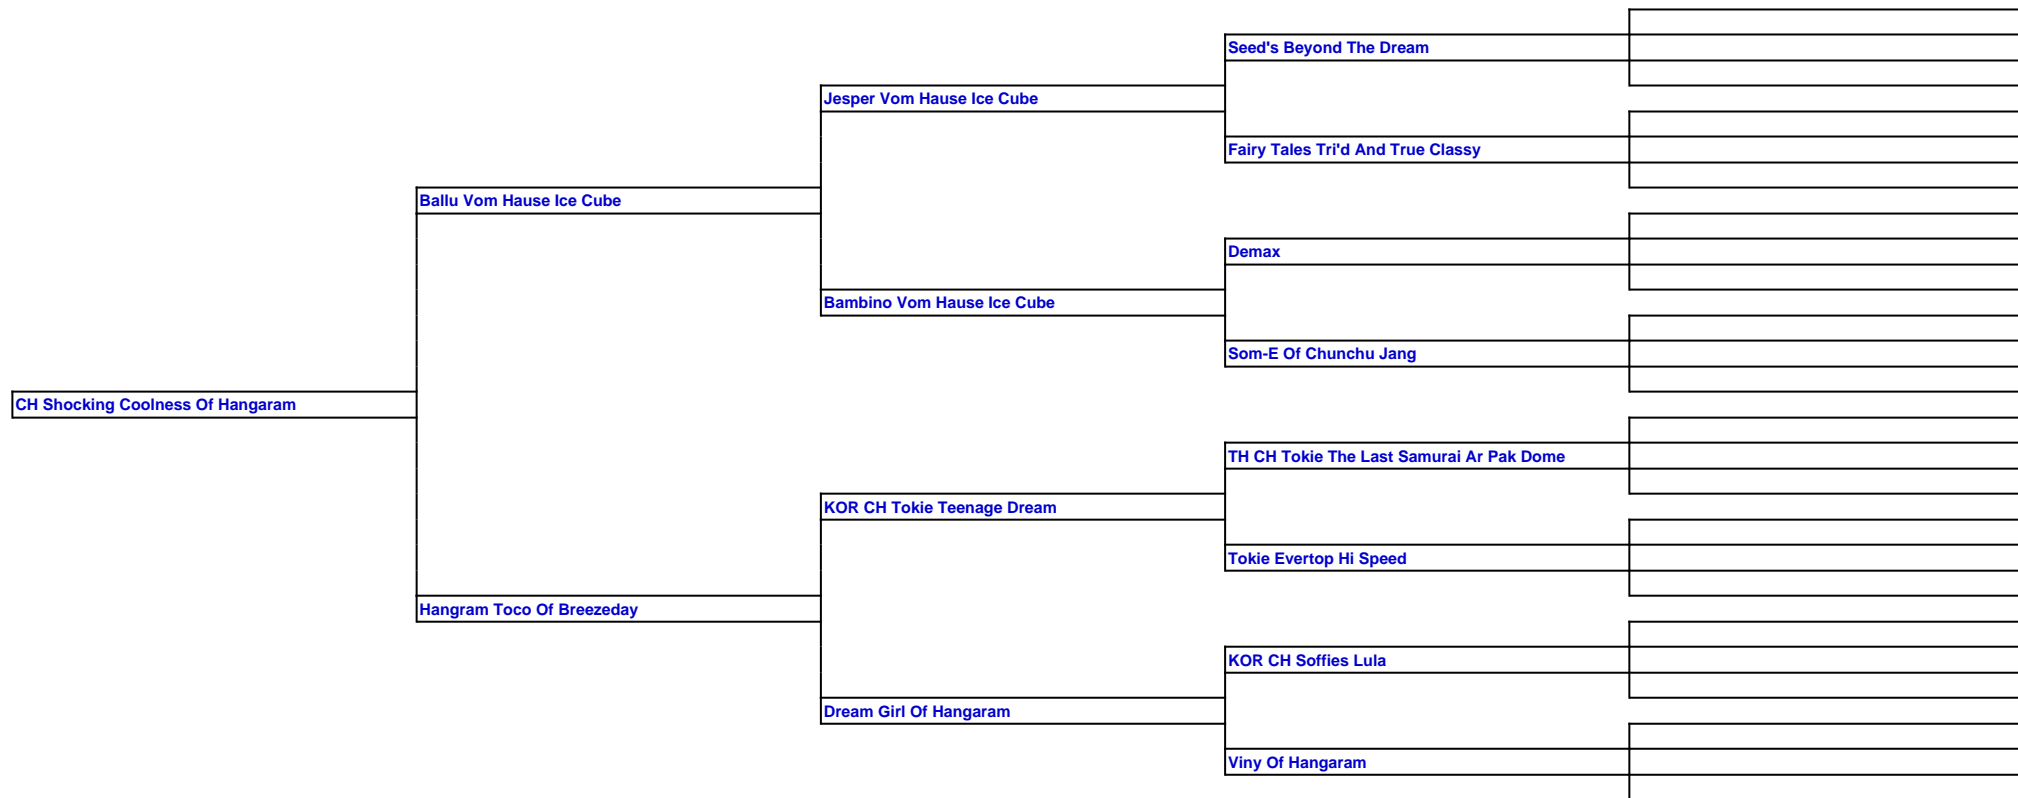 Seed's Beyond The Dream
Jesper Vom Hause Ice Cube
Fairy Tales Tri'd And True Classy
Ballu Vom Hause Ice Cube
Demax
Bambino Vom Hause Ice Cube
Som-E Of Chunchu Jang
CH Shocking Coolness Of Hangaram
TH CH Tokie The Last Samurai Ar Pak Dome
KOR CH Tokie Teenage Dream
Tokie Evertop Hi Speed
Hangram Toco Of Breezeday
KOR CH Soffies Lula
Dream Girl Of Hangaram
Viny Of Hangaram